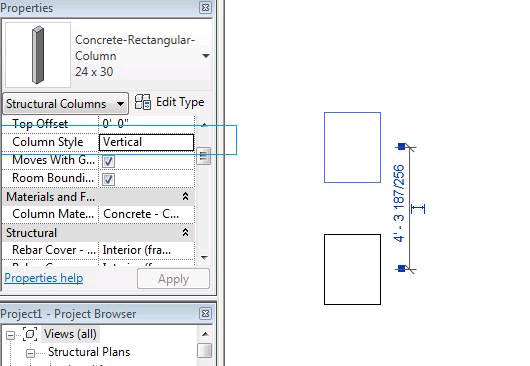 Properties
Concrete-Rectangular-
Column
24 x 30
Structural Columns
Edit Type
Top Offset 0' 0"
Column Style Vertical
Moves With G...
Room Boundi...
Materials and F...
Column Mate... Concrete - C...
Structural
Rebar Cover - ... Interior (fra...
Properties help
Apply
Project1 - Project Browser
Views (all)
Structural Plans
4' - 3 187/256